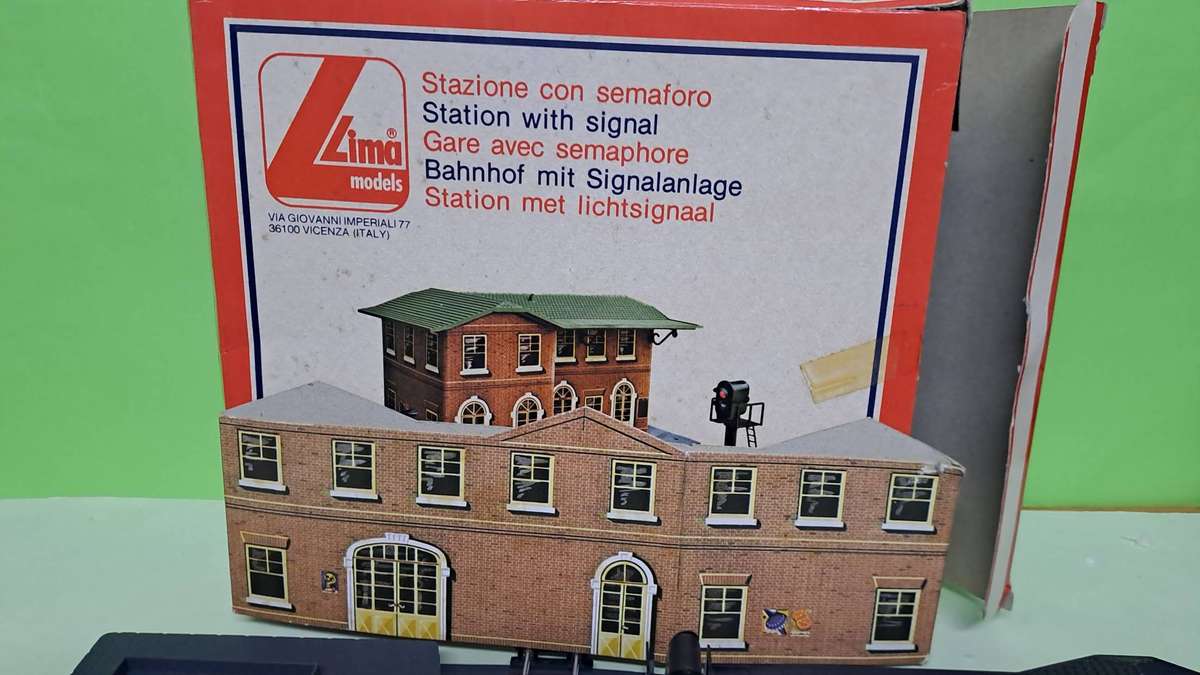 Lima®
models
VIA GIOVANNI IMPERIALI 77
36100 VICENZA (ITALY)
Stazione con semaforo
Station with signal
Gare avec semaphore
Bahnhof mit Signalanlage
Station met lichtsignaal